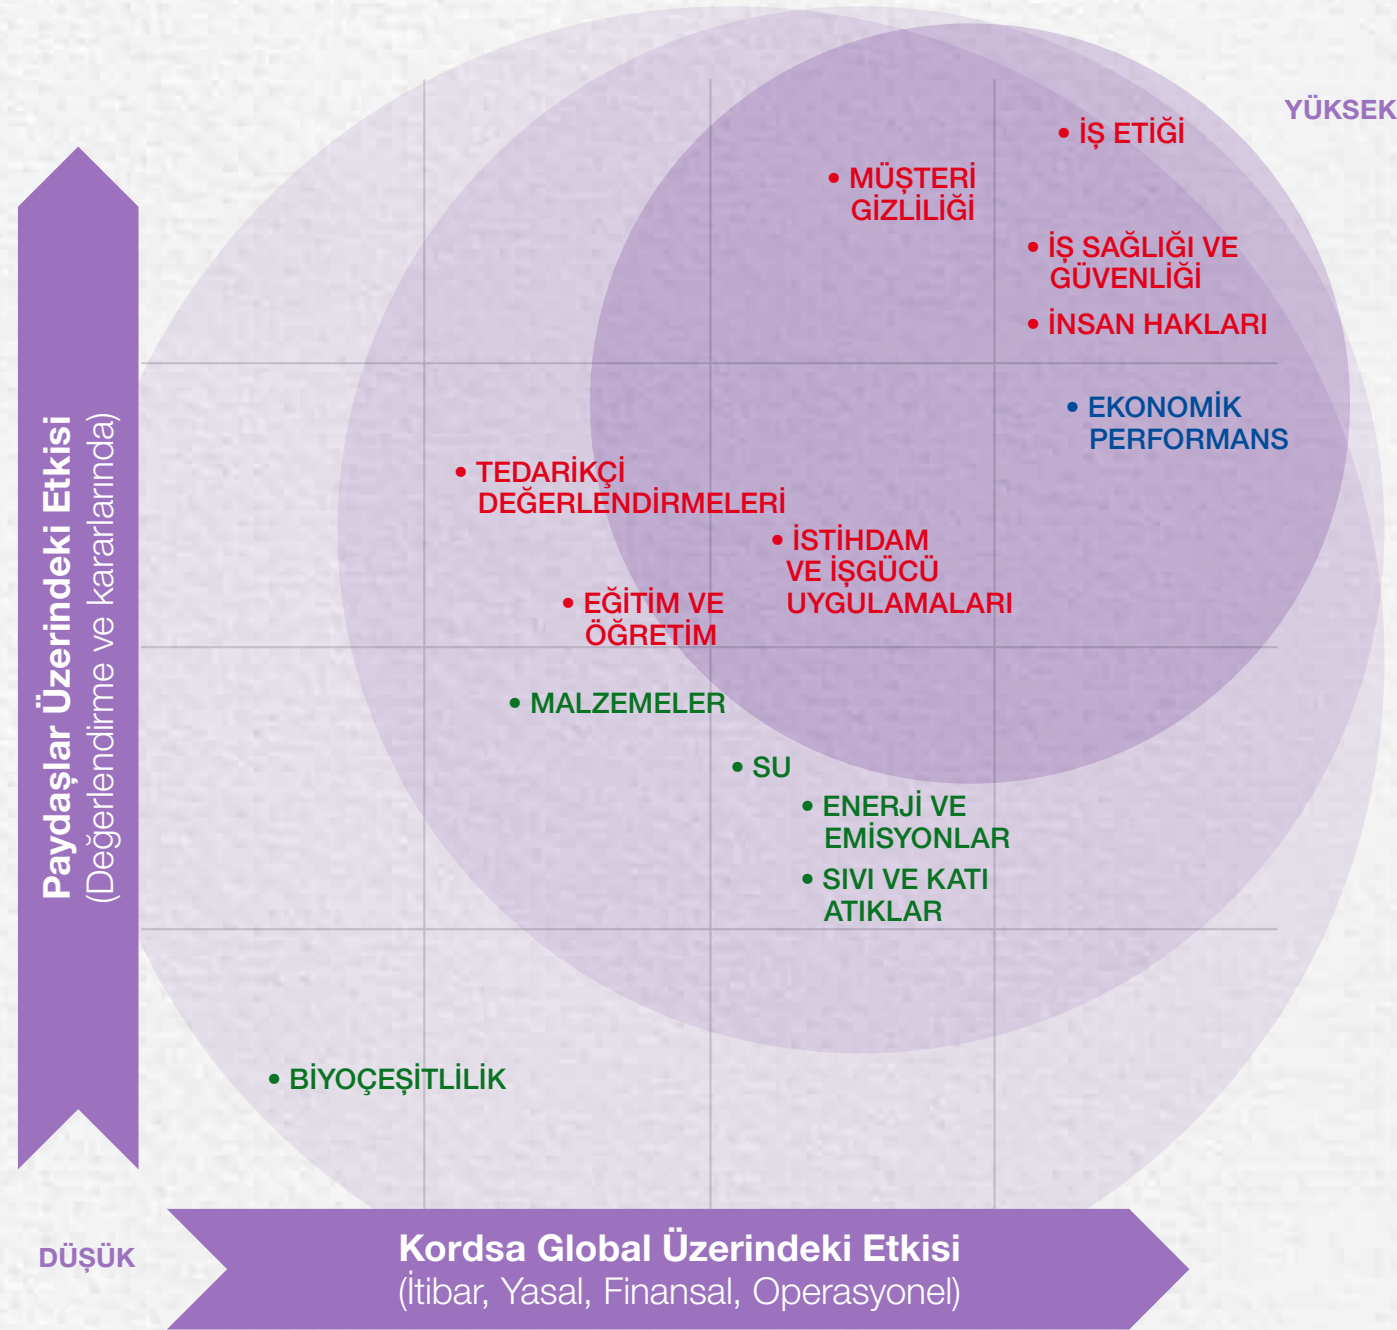 YÜKSEK
• İŞ ETİĞİ
• MÜŞTERİ
GİZLİLİĞİ
• İŞ SAĞLIĞI VE
GÜVENLİĞİ
• İNSAN HAKLARI
• EKONOMİK
PERFORMANS
• TEDARİKÇİ
DEĞERLENDİRMELERİ
• İSTİHDAM
VE İŞGÜCÜ
UYGULAMALARI
• EĞİTİM VE
ÖĞRETİM
• MALZEMELER
• SU
• ENERJİ VE
EMİSYONLAR
• SIVI VE KATI
ATIKLAR
• BİYOÇEŞİTLİLİK
Paydaşlar Üzerindeki Etkisi
(Değerlendirme ve kararlarında)
DÜŞÜK
Kordsa Global Üzerindeki Etkisi
(İtibar, Yasal, Finansal, Operasyonel)